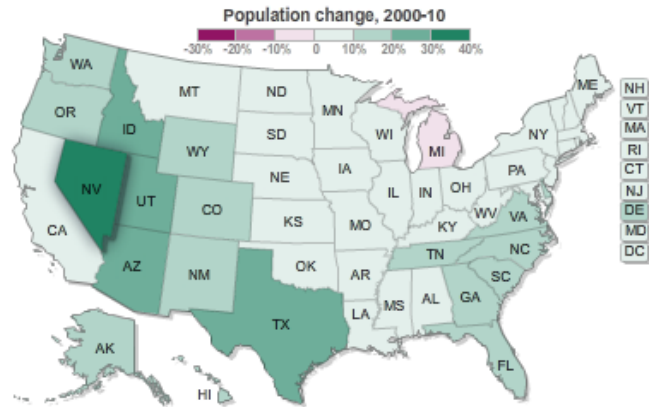 Population change, 2000-10
-30% -20% -10% 0 10% 20% 30% 40%
WA
MT
ND
MN
ME
NH
OR
ID
SD
WI
NY
VT
WY
MI
MA
NV
NE
IA
PA
RI
UT
IL
IN
OH
CT
CO
NJ
CA
KS
MO
KY
WV
VA
DE
AZ
NM
OK
AR
TN
NC
MD
SC
DC
TX
LA
MS
AL
GA
AK
FL
HI